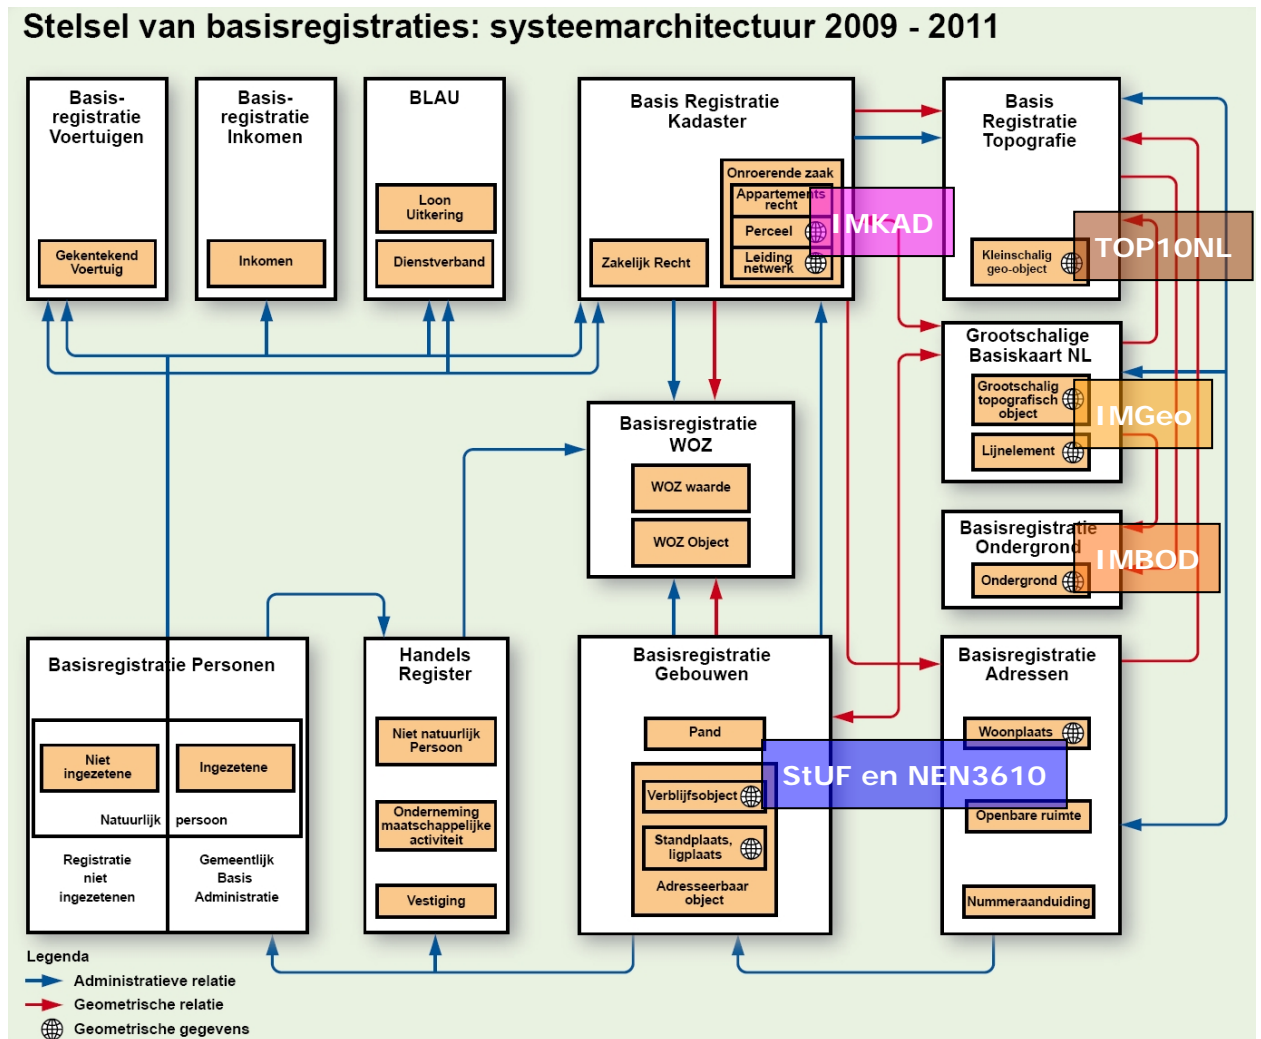 Stelsel van basisregistraties: systeemarchitectuur 2009 - 2011
Basis-
registratie
Voertuigen
Gekentekend
Voertuig
Basis-
registratie
Inkomen
Inkomen
BLAU
Loon
Uitkering
Dienstverband
Basis Registratie
Kadaster
Zakelijk Recht
Onroerende zaak
Appartements
recht
Perceel
Leiding
netwerk
IMKAD
Basis
Registratie
Topografie
Kleinschalig
geo-object
TOP10NL
Grootschalige
Basiskaart NL
Grootschalig
topografisch
object
Lijnelement
IMGeo
Basisregistratie
WOZ
WOZ waarde
WOZ Object
Basisregistratie
Ondergrond
Ondergrond
IMBOD
Basisregistratie Personen
Niet
ingezetene
Ingezetene
Natuurlijk persoon
Registratie
niet
ingezetenen
Gemeentlijk
Basis
Administratie
Handels
Register
Niet natuurlijk
Persoon
Onderneming
maatschappelijke
activiteit
Vestiging
Basisregistratie
Gebouwen
Pand
Verblijfsobject
Standplaats,
ligplaats
Adresseerbaar
object
StUF en NEN3610
Basisregistratie
Adressen
Woonplaats
Openbare ruimte
Nummeraanduiding
Legenda
Administratieve relatie
Geometrische relatie
Geometrische gegevens